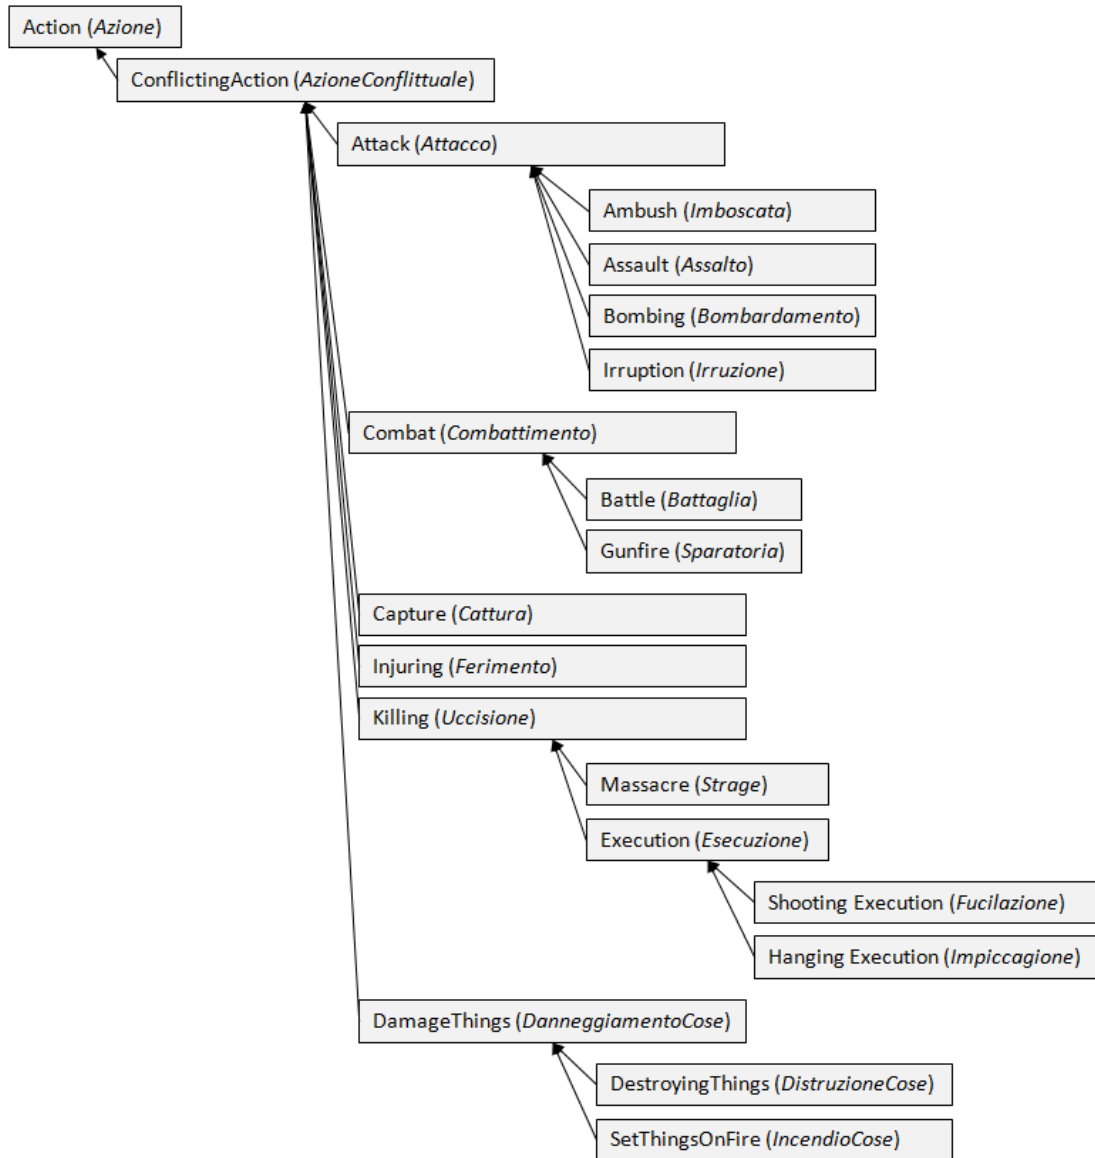 Action (Azione)
ConflictingAction (AzioneConflittuale)
Attack (Attacco)
Ambush (Imboscata)
Assault (Assalto)
Bombing (Bombardamento)
Irruption (Irruzione)
Combat (Combattimento)
Battle (Battaglia)
Gunfire (Sparatoria)
Capture (Cattura)
Injuring (Ferimento)
Killing (Uccisione)
Massacre (Strage)
Execution (Esecuzione)
Shooting Execution (Fucilazione)
Hanging Execution (Impiccagione)
DamageThings (DanneggiamentoCose)
DestroyingThings (DistruzioneCose)
SetThingsOnFire (IncendioCose)